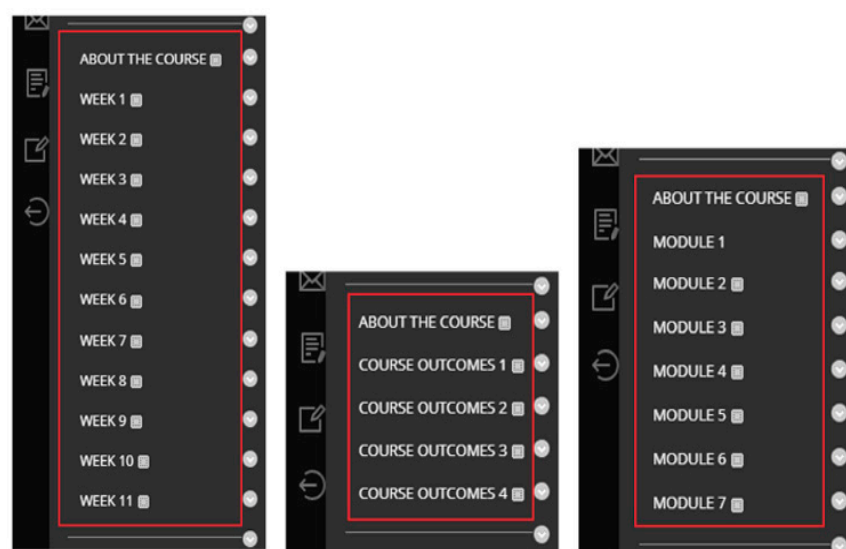 ABOUT THE COURSE
WEEK 1
WEEK 2
WEEK 3
WEEK 4
WEEK 5
WEEK 6
WEEK 7
WEEK 8
WEEK 9
WEEK 10
WEEK 11
ABOUT THE COURSE
COURSE OUTCOMES 1
COURSE OUTCOMES 2
COURSE OUTCOMES 3
COURSE OUTCOMES 4
ABOUT THE COURSE
MODULE 1
MODULE 2
MODULE 3
MODULE 4
MODULE 5
MODULE 6
MODULE 7